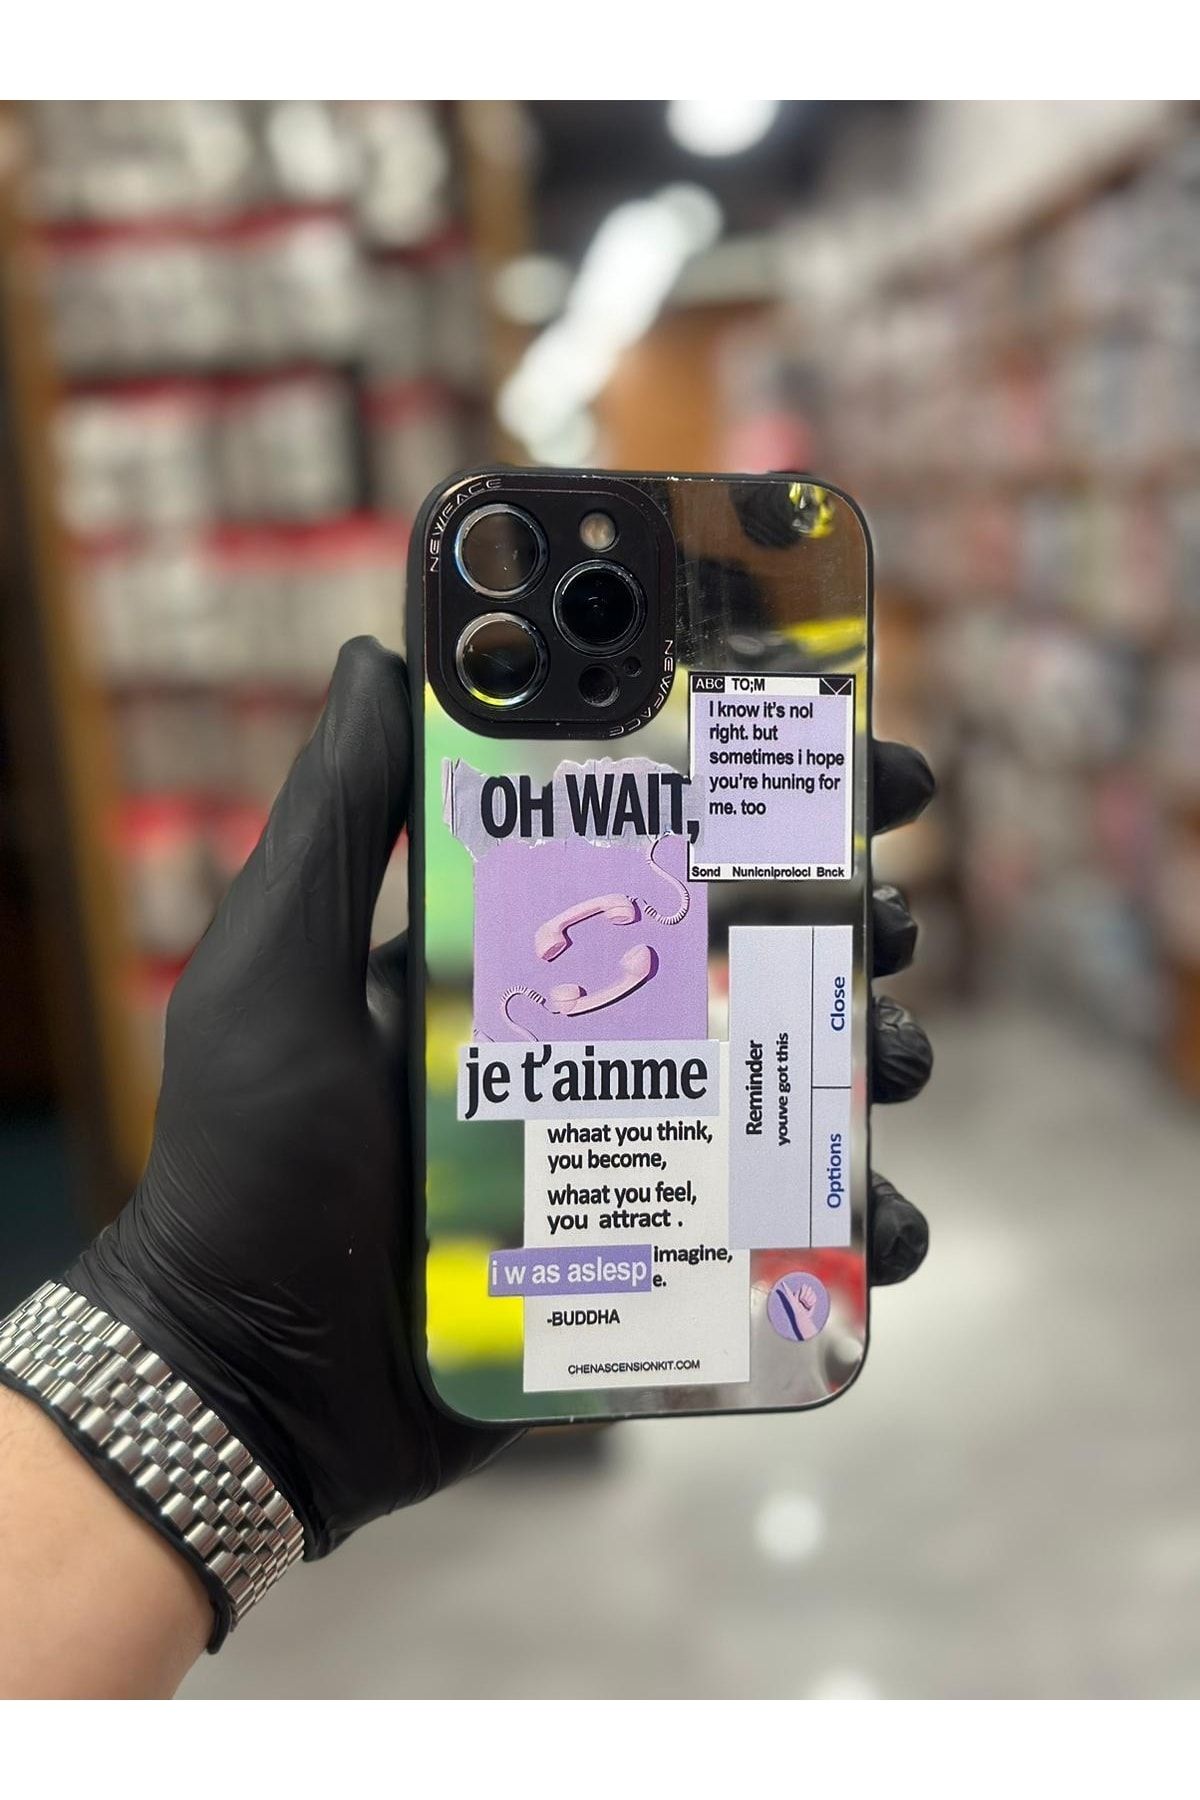 NEWFACE
NEWFACE
ABC TO;M
I know it's nol
right. but
sometimes i hope
you're huning for
me. too
Sond Nunlcnlprolocl Bnck
OH WAIT,
je t'ainme
whaat you think,
you become,
whaat you feel,
you attract .
imagine,
i w as aslesp e.
-BUDDHA
CHENASCENSIONKIT.COM
Reminder
youve got this
Close
Options